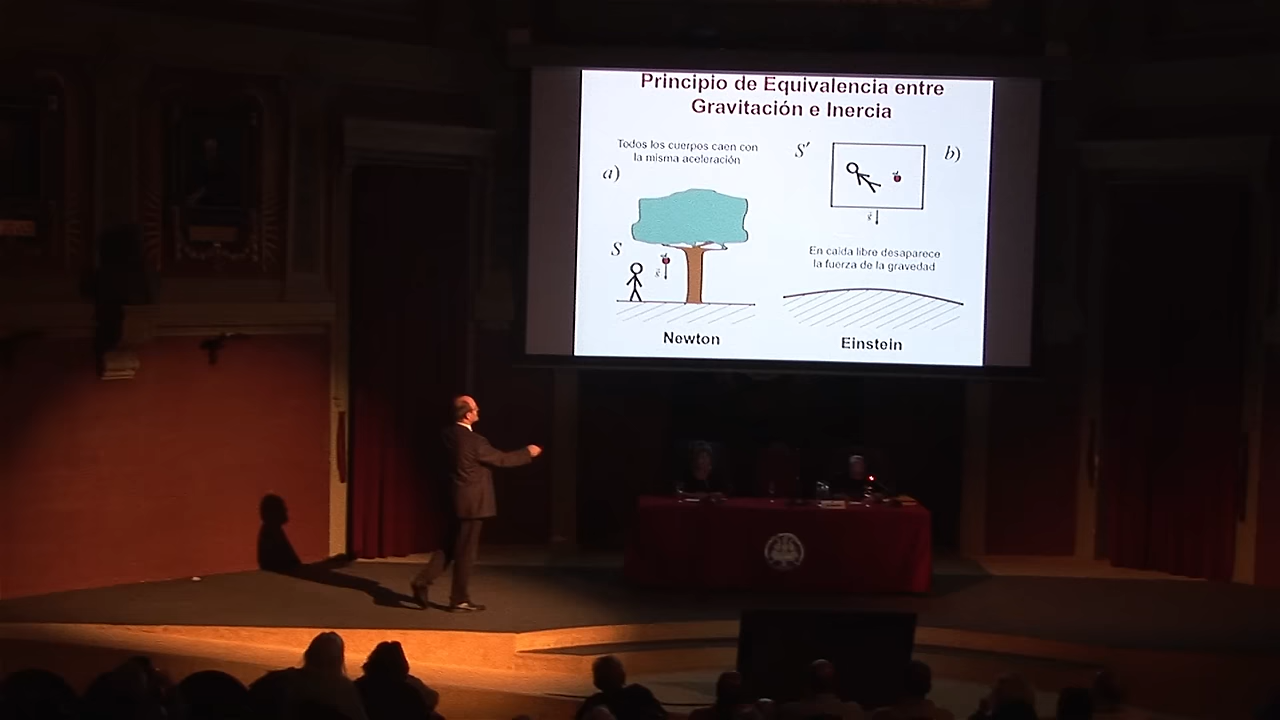 Principio de Equivalencia entre
Gravitación e Inercia
Todos los cuerpos caen con
la misma aceleración
a)
S
g
Newton
S′
b)
g
En caída libre desaparece
la fuerza de la gravedad
Einstein